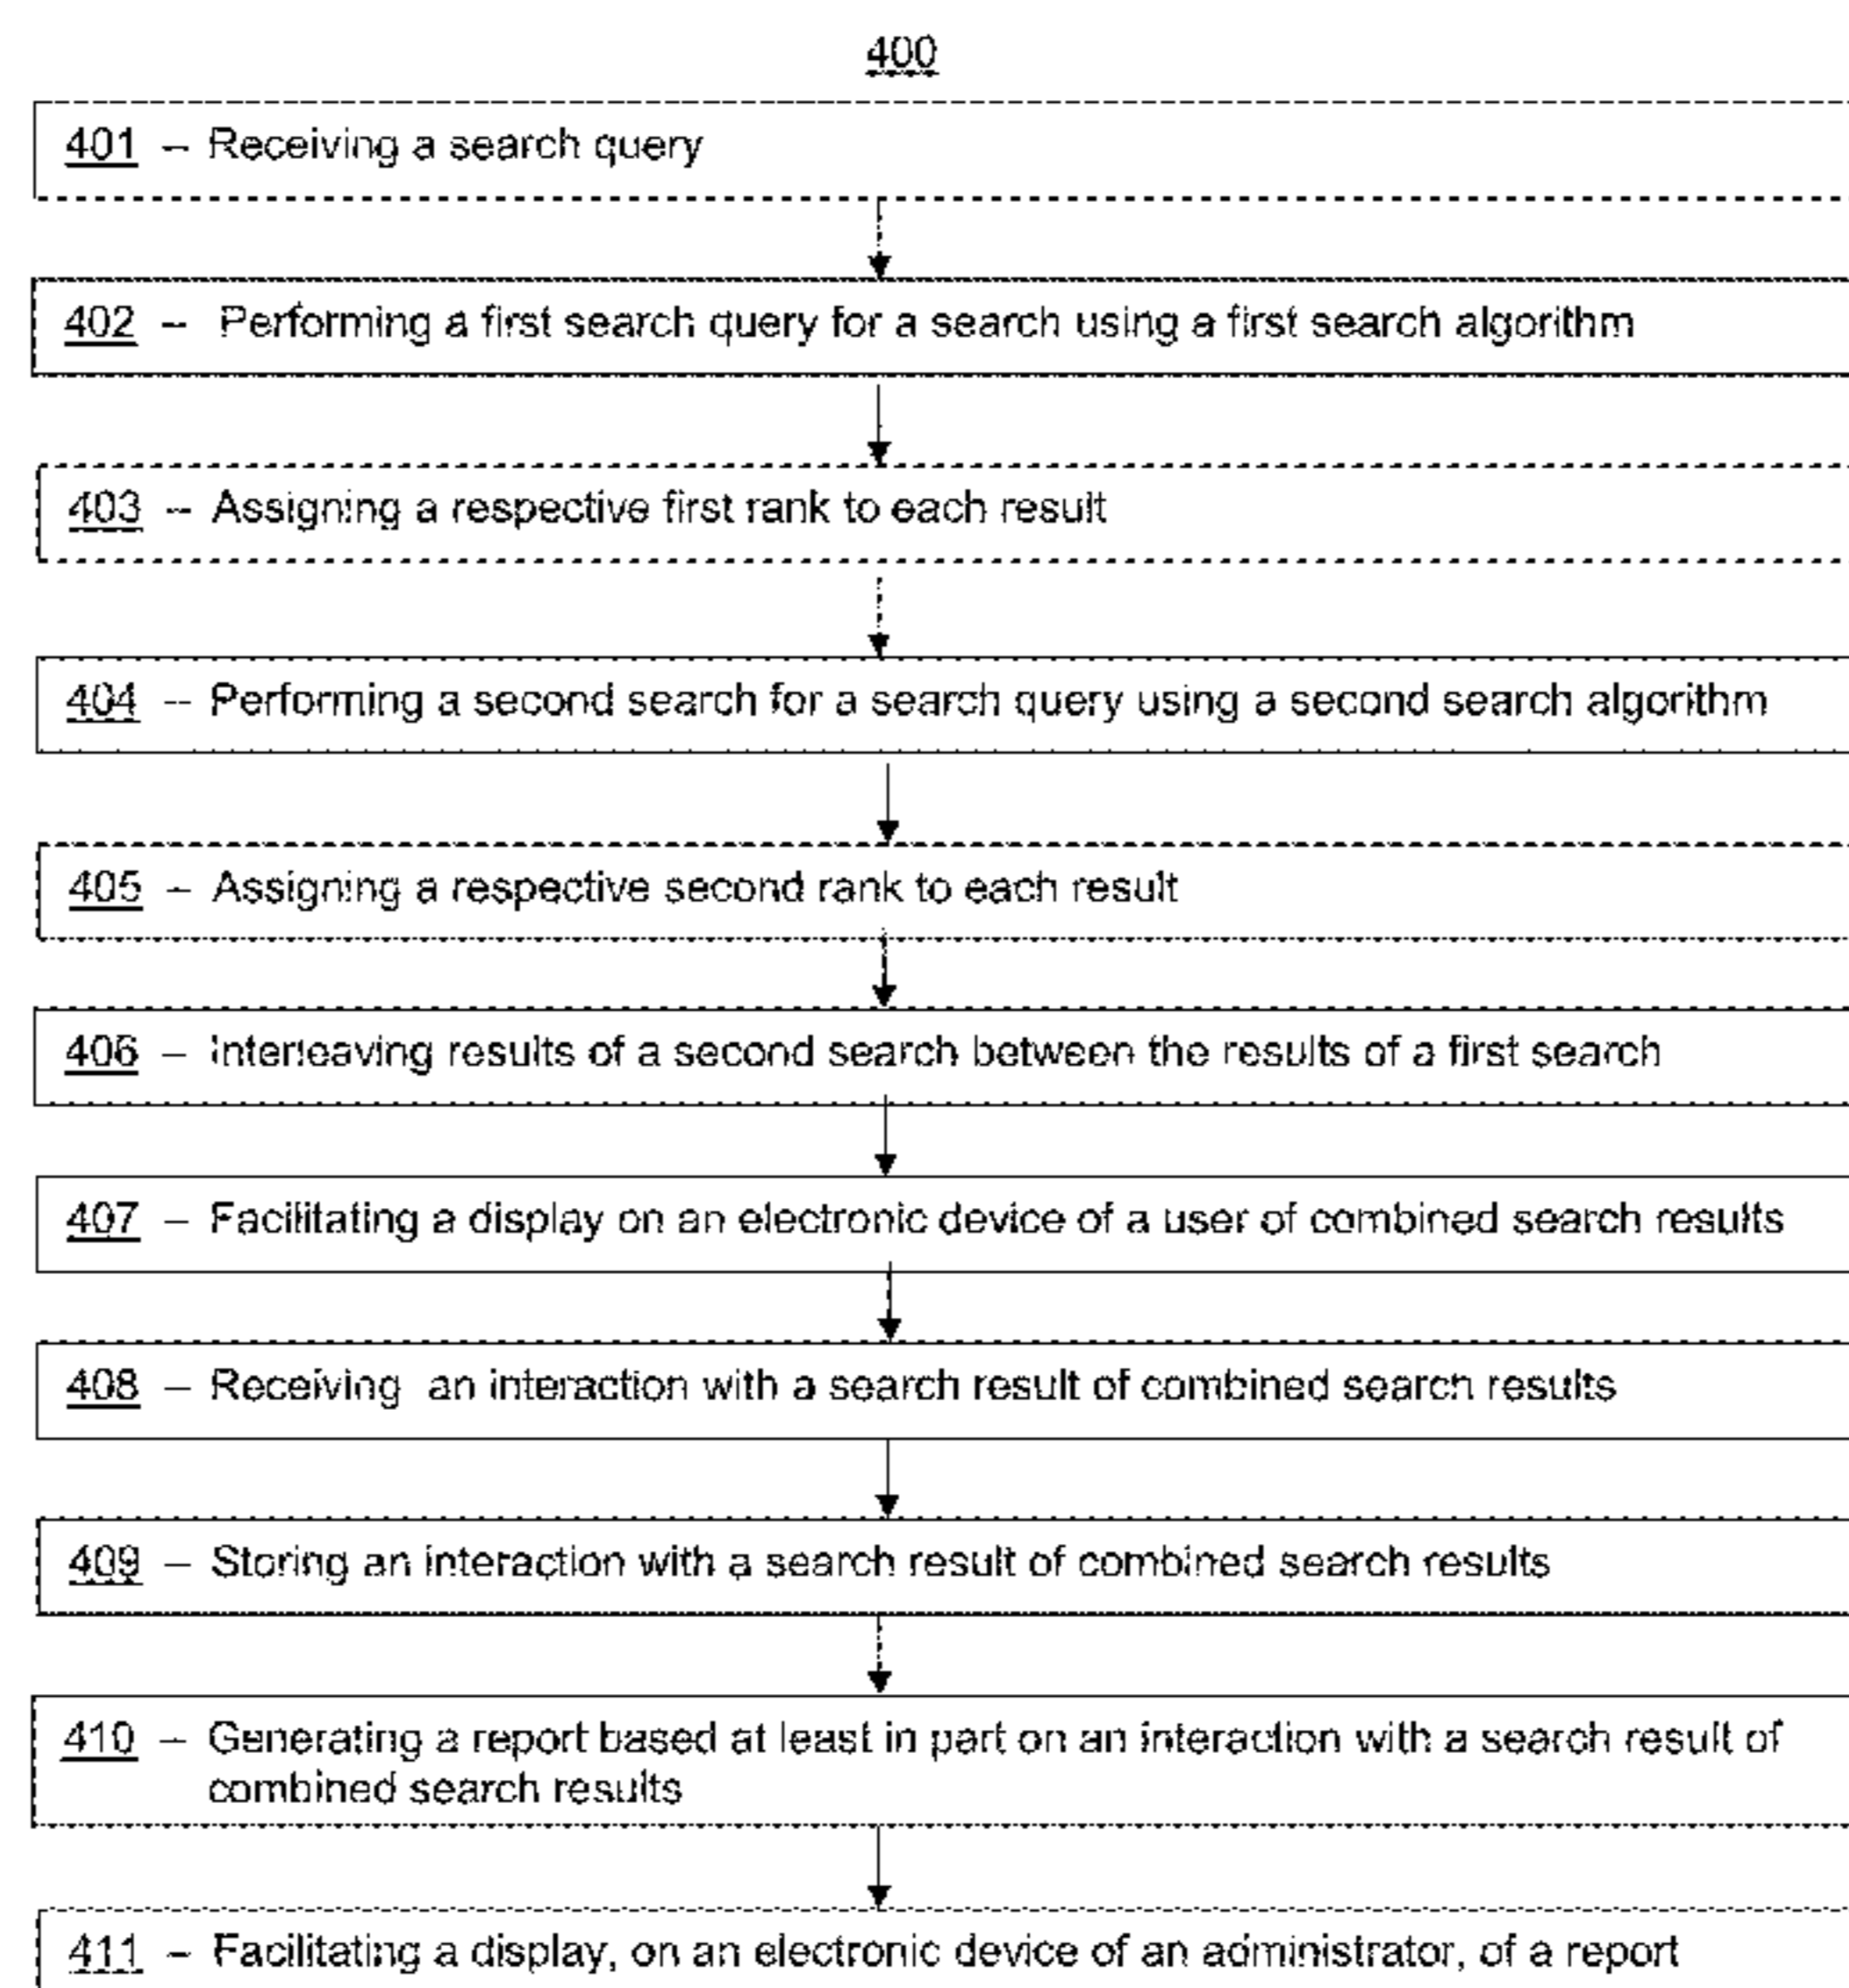 400
401 – Receiving a search query
402 – Performing a first search query for a search using a first search algorithm
403 – Assigning a respective first rank to each result
404 – Performing a second search for a search query using a second search algorithm
405 – Assigning a respective second rank to each result
406 – Interleaving results of a second search between the results of a first search
407 – Facilitating a display on an electronic device of a user of combined search results
408 – Receiving an interaction with a search result of combined search results
409 – Storing an interaction with a search result of combined search results
410 – Generating a report based at least in part on an interaction with a search result of
combined search results
411 – Facilitating a display, on an electronic device of an administrator, of a report